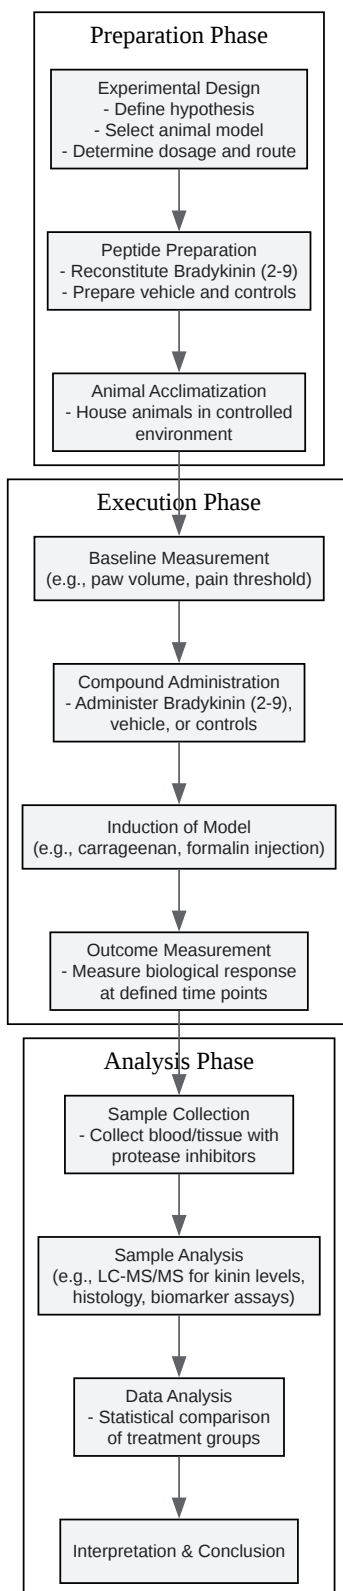 Preparation Phase
Experimental Design
- Define hypothesis
- Select animal model
- Determine dosage and route
Peptide Preparation
- Reconstitute Bradykinin (2-9)
- Prepare vehicle and controls
Animal Acclimatization
- House animals in controlled
environment
Execution Phase
Baseline Measurement
(e.g., paw volume, pain threshold)
Compound Administration
- Administer Bradykinin (2-9),
vehicle, or controls
Induction of Model
(e.g., carrageenan, formalin injection)
Outcome Measurement
- Measure biological response
at defined time points
Analysis Phase
Sample Collection
- Collect blood/tissue with
protease inhibitors
Sample Analysis
(e.g., LC-MS/MS for kinin levels,
histology, biomarker assays)
Data Analysis
- Statistical comparison
of treatment groups
Interpretation & Conclusion